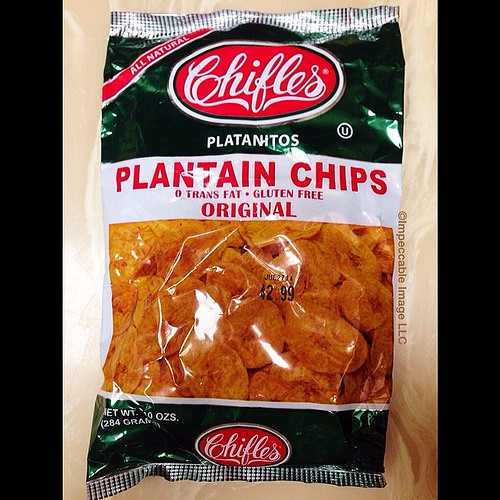 ALL NATURAL
Chifles®
U
PLATANITOS
PLANTAIN CHIPS
0 TRANS FAT • GLUTEN FREE
ORIGINAL
$2.99
NET WT. 10 OZS.
(284 GRAMS)
Chifles
©Impeccable Image LLC